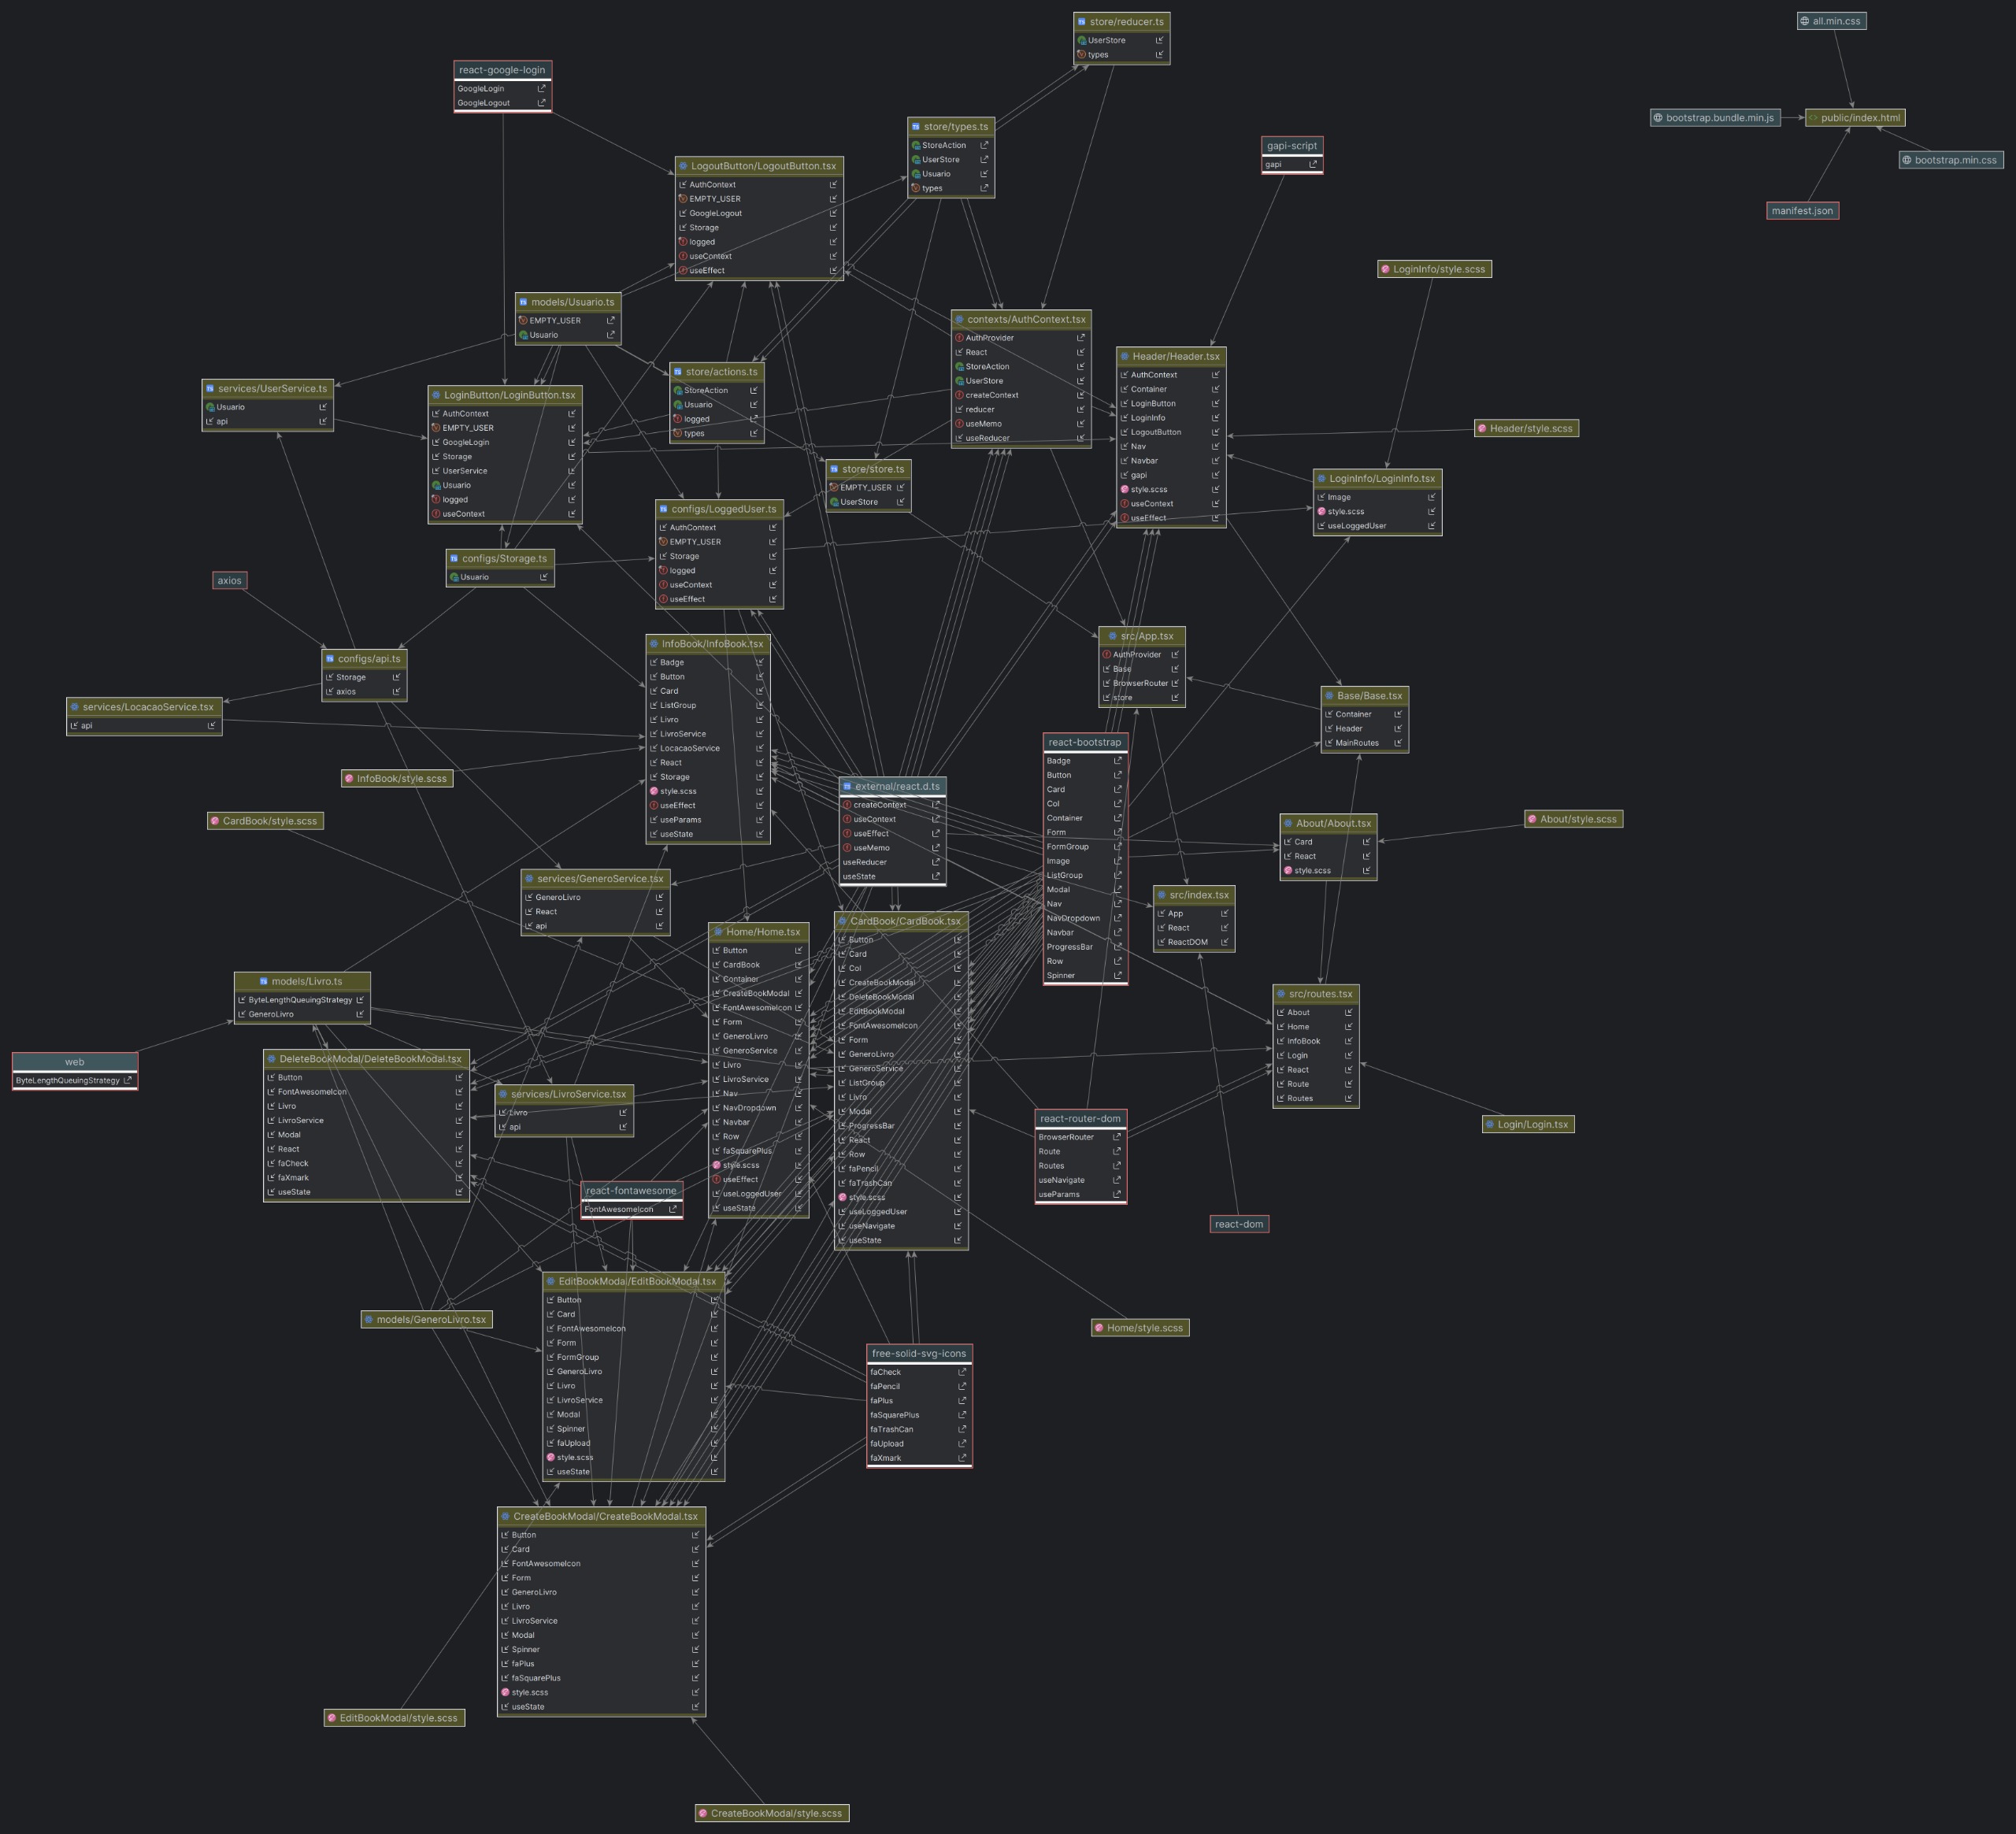 store/reducer.ts
UserStore
types
all.min.css
react-google-login
GoogleLogin
GoogleLogout
bootstrap.bundle.min.js
public/index.html
store/types.ts
StoreAction
UserStore
Usuario
types
gapi-script
gapi
bootstrap.min.css
LogoutButton/LogoutButton.tsx
AuthContext
EMPTY_USER
GoogleLogout
Storage
logged
useContext
useEffect
manifest.json
LoginInfo/style.scss
models/Usuario.ts
EMPTY_USER
Usuario
contexts/AuthContext.tsx
AuthProvider
React
StoreAction
UserStore
createContext
reducer
useMemo
useReducer
Header/Header.tsx
AuthContext
Container
LoginButton
LoginInfo
LogoutButton
Nav
Navbar
gapi
style.scss
useContext
useEffect
store/actions.ts
StoreAction
Usuario
logged
types
services/UserService.ts
Usuario
api
LoginButton/LoginButton.tsx
AuthContext
EMPTY_USER
GoogleLogin
Storage
UserService
Usuario
logged
useContext
Header/style.scss
store/store.ts
EMPTY_USER
UserStore
LoginInfo/LoginInfo.tsx
Image
style.scss
useLoggedUser
configs/LoggedUser.ts
AuthContext
EMPTY_USER
Storage
logged
useContext
useEffect
configs/Storage.ts
Usuario
axios
src/App.tsx
AuthProvider
Base
BrowserRouter
store
InfoBook/InfoBook.tsx
Badge
Button
Card
ListGroup
Livro
LivroService
LocacaoService
React
Storage
style.scss
useEffect
useParams
useState
configs/api.ts
Storage
axios
Base/Base.tsx
Container
Header
MainRoutes
services/LocacaoService.tsx
api
react-bootstrap
Badge
Button
Card
Col
Container
Form
FormGroup
Image
ListGroup
Modal
Nav
NavDropdown
Navbar
ProgressBar
Row
Spinner
InfoBook/style.scss
external/react.d.ts
createContext
useContext
useEffect
useMemo
useReducer
useState
CardBook/style.scss
About/About.tsx
Card
React
style.scss
About/style.scss
services/GeneroService.tsx
GeneroLivro
React
api
src/index.tsx
App
React
ReactDOM
Home/Home.tsx
Button
CardBook
Container
CreateBookModal
FontAwesomeIcon
Form
GeneroLivro
GeneroService
Livro
LivroService
Nav
NavDropdown
Navbar
Row
faSquarePlus
style.scss
useEffect
useLoggedUser
useState
CardBook/CardBook.tsx
Button
Card
Col
CreateBookModal
DeleteBookModal
EditBookModal
FontAwesomeIcon
Form
GeneroLivro
GeneroService
ListGroup
Livro
Modal
ProgressBar
React
Row
faPencil
faTrashCan
style.scss
useLoggedUser
useNavigate
useState
models/Livro.ts
ByteLengthQueuingStrategy
GeneroLivro
src/routes.tsx
About
Home
InfoBook
Login
React
Route
Routes
web
ByteLengthQueuingStrategy
DeleteBookModal/DeleteBookModal.tsx
Button
FontAwesomeIcon
Livro
LivroService
Modal
React
faCheck
faXmark
useState
services/LivroService.tsx
Livro
api
react-router-dom
BrowserRouter
Route
Routes
useNavigate
useParams
Login/Login.tsx
react-fontawesome
FontAwesomeIcon
react-dom
EditBookModal/EditBookModal.tsx
Button
Card
FontAwesomeIcon
Form
FormGroup
GeneroLivro
Livro
LivroService
Modal
Spinner
faUpload
style.scss
useState
models/GeneroLivro.tsx
Home/style.scss
free-solid-svg-icons
faCheck
faPencil
faPlus
faSquarePlus
faTrashCan
faUpload
faXmark
CreateBookModal/CreateBookModal.tsx
Button
Card
FontAwesomeIcon
Form
GeneroLivro
Livro
LivroService
Modal
Spinner
faPlus
faSquarePlus
style.scss
useState
EditBookModal/style.scss
CreateBookModal/style.scss